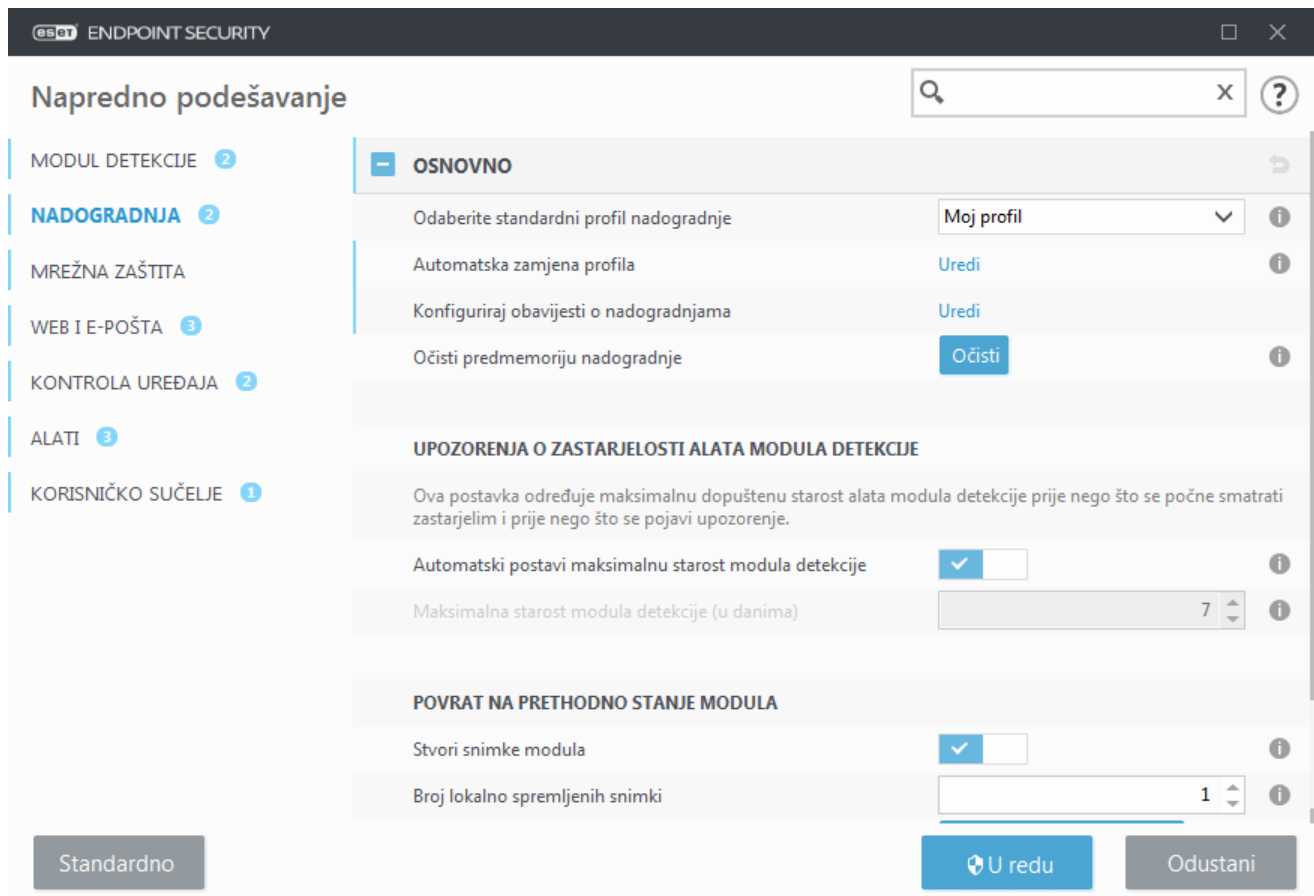 eset ENDPOINT SECURITY
Napredno podešavanje
X
?
MODUL DETEKCIJE 2
NADOGRADNJA 2
MREŽNA ZAŠTITA
WEB I E-POŠTA 3
KONTROLA UREĐAJA 2
ALATI 3
KORISNIČKO SUČELJE 1
OSNOVNO
Odaberite standardni profil nadogradnje Moj profil
Automatska zamjena profila Uredi
Konfiguriraj obavijesti o nadogradnjama Uredi
Očisti predmemoriju nadogradnje Očisti
UPOZORENJA O ZASTARJELOSTI ALATA MODULA DETEKCIJE
Ova postavka određuje maksimalnu dopuštenu starost alata modula detekcije prije nego što se počne smatrati
zastarjelim i prije nego što se pojavi upozorenje.
Automatski postavi maksimalnu starost modula detekcije
Maksimalna starost modula detekcije (u danima) 7
POVRAT NA PRETHODNO STANJE MODULA
Stvori snimke modula
Broj lokalno spremljenih snimki 1
Standardno
U redu
Odustani